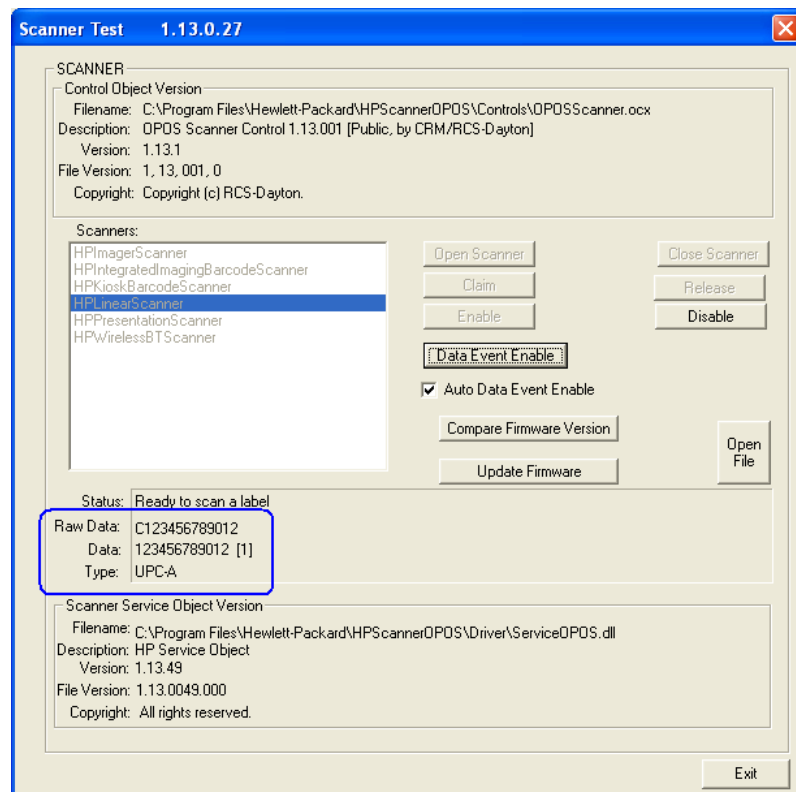 Scanner Test 1.13.0.27
SCANNER
Control Object Version
Filename: C:\Program Files\Hewlett-Packard\HPScannerOPOS\Controls\OPOSScanner.ocx
Description: OPOS Scanner Control 1.13.001 [Public, by CRM/RCS-Dayton]
Version: 1.13.1
File Version: 1, 13, 001, 0
Copyright: Copyright (c) RCS-Dayton.
Scanners:
HPImagerScanner
HPIntegratedImagingBarcodeScanner
HPKioskBarcodeScanner
HPLinearScanner
HPPresentationScanner
HPWirelessBTScanner
Open Scanner
Close Scanner
Claim
Release
Enable
Disable
Data Event Enable
Auto Data Event Enable
Compare Firmware Version
Update Firmware
Open
File
Status: Ready to scan a label
Raw Data: C123456789012
Data: 123456789012 [1]
Type: UPC-A
Scanner Service Object Version
Filename: C:\Program Files\Hewlett-Packard\HPScannerOPOS\Driver\ServiceOPOS.dll
Description: HP Service Object
Version: 1.13.49
File Version: 1.13.0049.000
Copyright: All rights reserved.
Exit